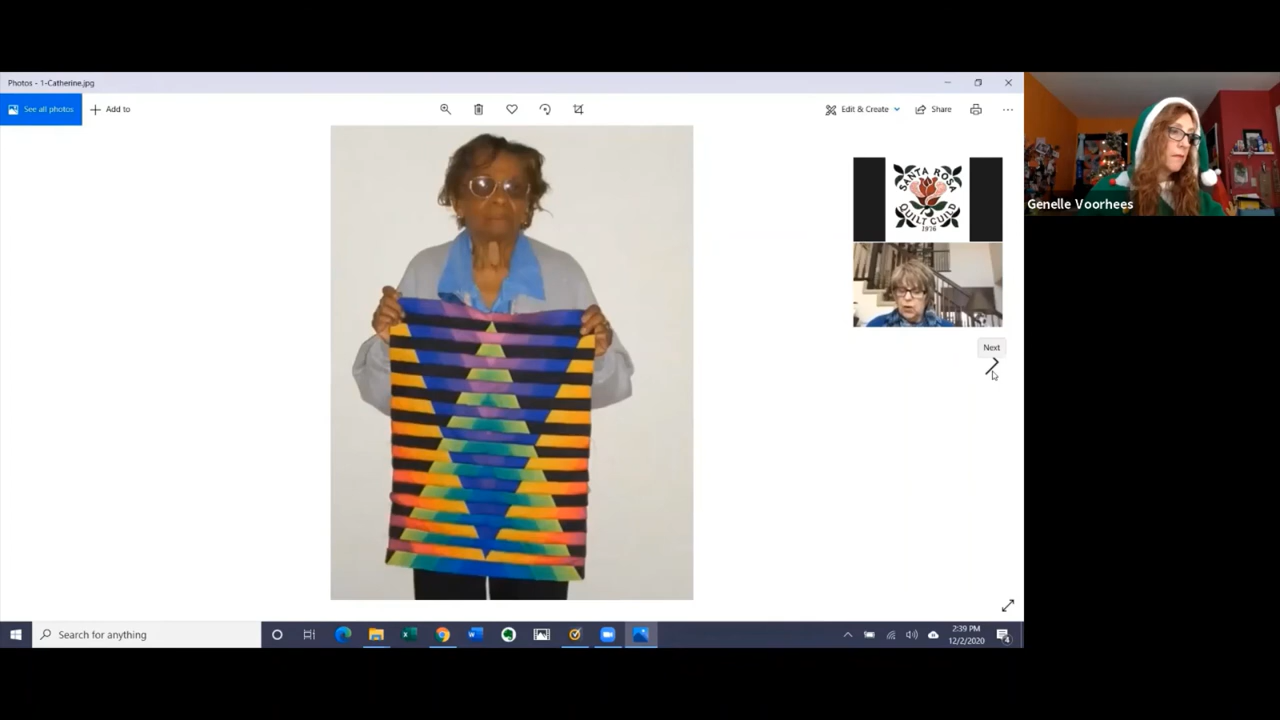 Photos - 1-Catherine.jpg
See all photos
Add to
Edit & Create
Share
SANTA ROSA
QUILT GUILD
1976
Genelle Voorhees
Next
Search for anything
2:39 PM
12/2/2020
4